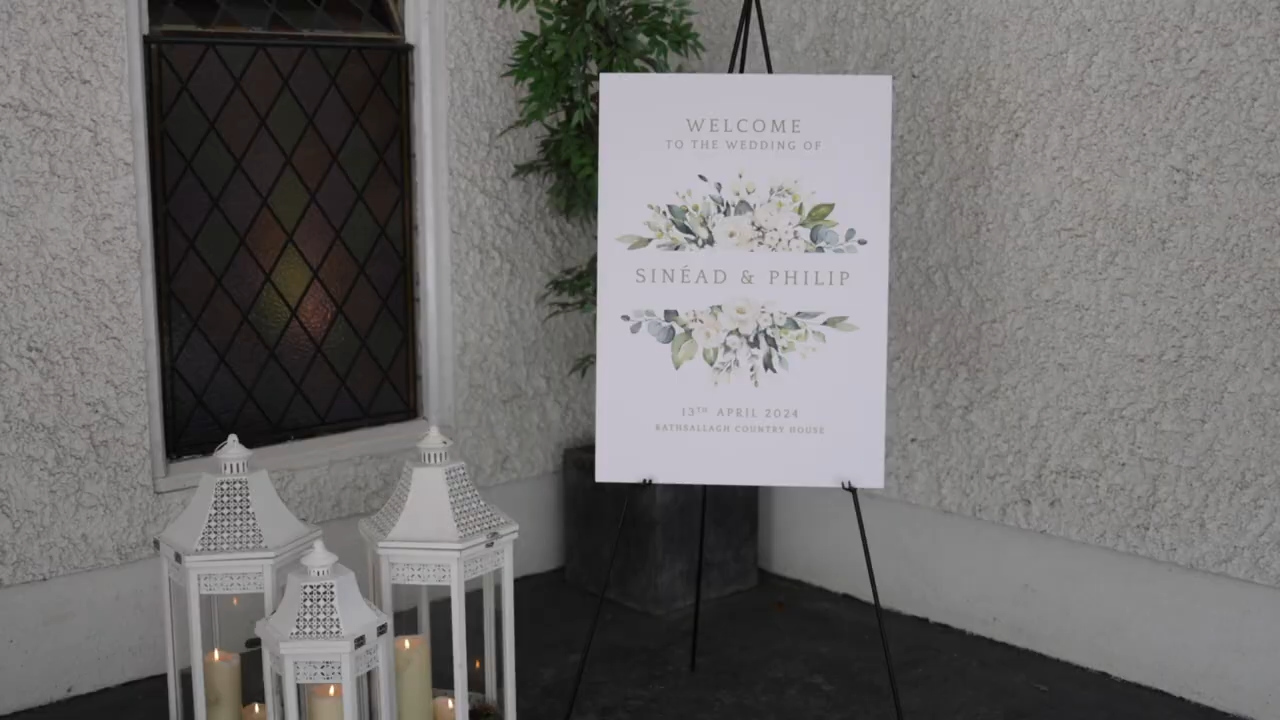 WELCOME
TO THE WEDDING OF
SINÉAD & PHILIP
13TH APRIL 2024
RATHSALLAGH COUNTRY HOUSE